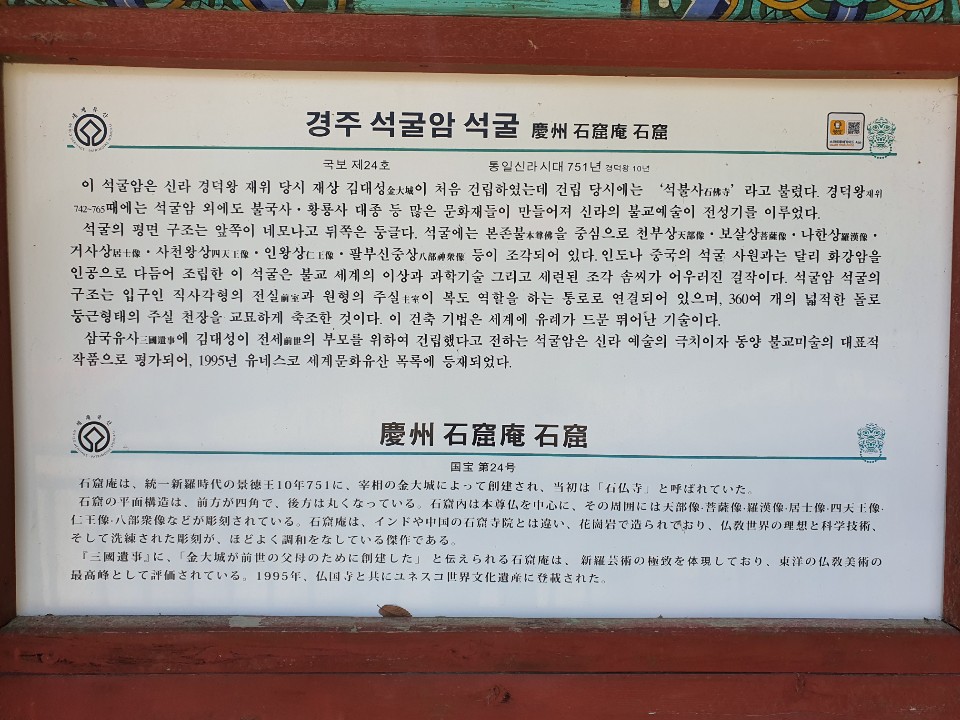 경주 석굴암 석굴 慶州 石窟庵 石窟
국보 제24호 통일신라시대 751년 경덕왕 10년
이 석굴암은 신라 경덕왕 재위 당시 재상 김대성金大城이 처음 건립하였는데 건립 당시에는 ‘석불사石佛寺’라고 불렸다. 경덕왕재위
742~765때에는 석굴암 외에도 불국사・황룡사 대종 등 많은 문화재들이 만들어져 신라의 불교예술이 전성기를 이루었다.
석굴의 평면 구조는 앞쪽이 네모나고 뒤쪽은 둥글다. 석굴에는 본존불本尊佛을 중심으로 천부상天部像・보살상菩薩像・나한상羅漢像・
거사상居士像・사천왕상四天王像・인왕상仁王像・팔부신중상八部神衆像 등이 조각되어 있다. 인도나 중국의 석굴 사원과는 달리 화강암을
인공으로 다듬어 조립한 이 석굴은 불교 세계의 이상과 과학기술 그리고 세련된 조각 솜씨가 어우러진 걸작이다. 석굴암 석굴의
구조는 입구인 직사각형의 전실前室과 원형의 주실主室이 복도 역할을 하는 통로로 연결되어 있으며, 360여 개의 넓적한 돌로
둥근형태의 주실 천장을 교묘하게 축조한 것이다. 이 건축 기법은 세계에 유례가 드문 뛰어난 기술이다.
삼국유사三國遺事에 김대성이 전세前世의 부모를 위하여 건립했다고 전하는 석굴암은 신라 예술의 극치이자 동양 불교미술의 대표적
작품으로 평가되어, 1995년 유네스코 세계문화유산 목록에 등재되었다.
慶州 石窟庵 石窟
国宝 第24号
石窟庵は、統一新羅時代の景徳王10年751に、宰相の金大城によって創建され、当初は「石仏寺」と呼ばれていた。
石窟の平面構造は、前方が四角で、後方は丸くなっている。石窟内は本尊仏を中心に、その周囲には天部像·菩薩像·羅漢像·居士像·四天王像·
仁王像·八部衆像などが彫刻されている。石窟庵は、インドや中国の石窟寺院とは違い、花崗岩で造られており、仏教世界の理想と科学技術、
そして洗練された彫刻が、ほどよく調和をなしている傑作である。
『三國遺事』に、「金大城が前世の父母のために創建した」と伝えられる石窟庵は、新羅芸術の極致を体現しており、東洋の仏教美術の
最高峰として評価されている。1995年、仏国寺と共にユネスコ世界文化遺産に登載された。